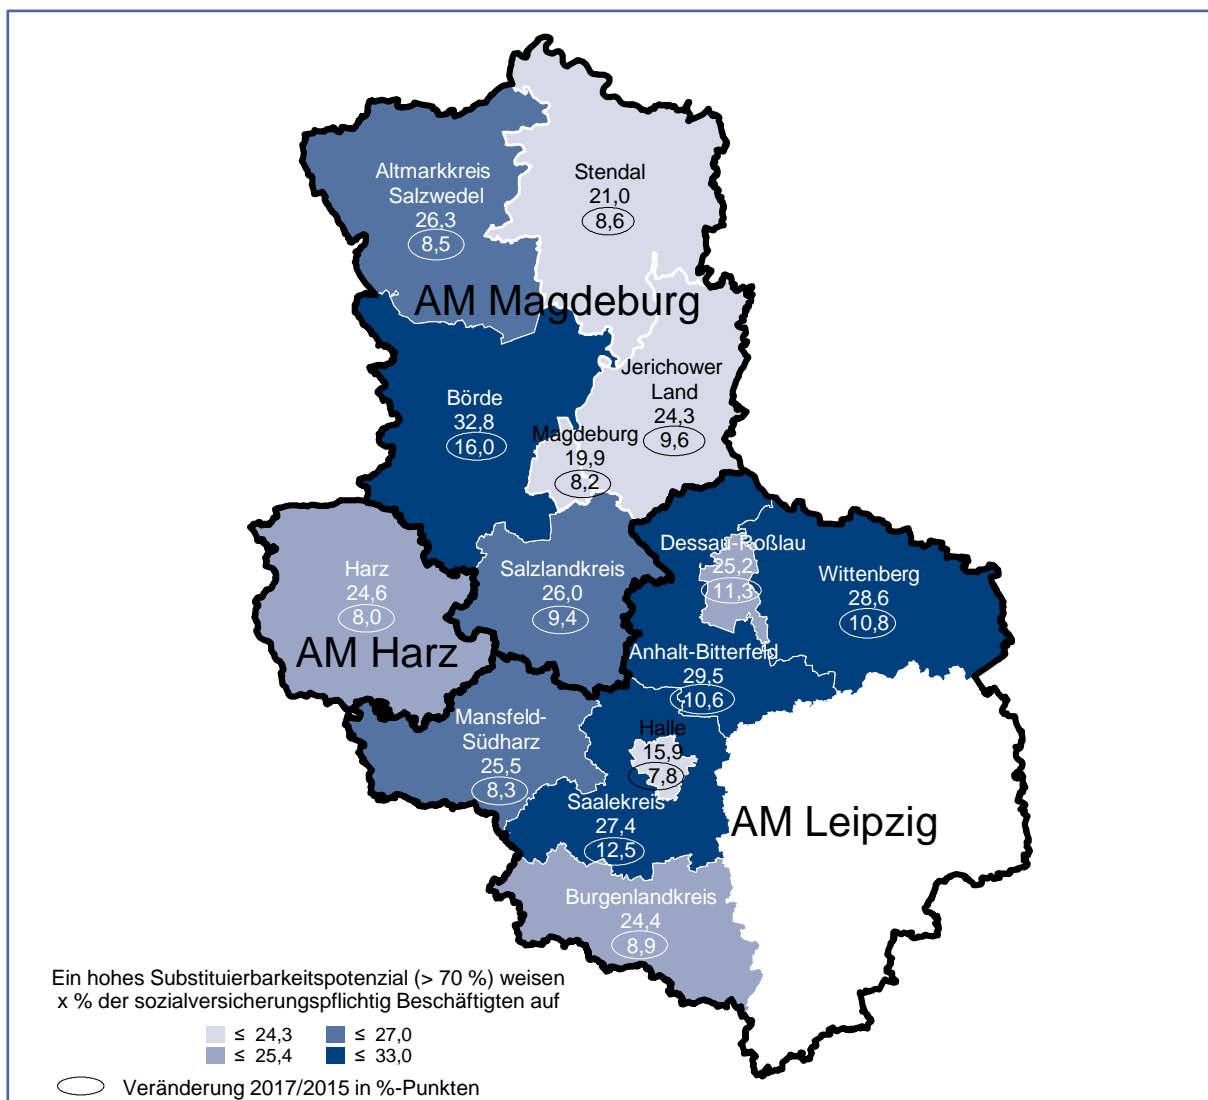 Altmarkkreis
Salzwedel
26,3
8,5
Stendal
21,0
8,6
AM Magdeburg
Jerichower
Land
24,3
9,6
Börde
32,8
16,0
Magdeburg
19,9
8,2
Harz
24,6
8,0
AM Harz
Salzlandkreis
26,0
9,4
Dessau-Roßlau
25,2
11,3
Wittenberg
28,6
10,8
Anhalt-Bitterfeld
29,5
10,6
Mansfeld-
Südharz
25,5
8,3
Halle
15,9
7,8
Saalekreis
27,4
12,5
AM Leipzig
Burgenlandkreis
24,4
8,9
Ein hohes Substituierbarkeitspotenzial (> 70 %) weisen
x % der sozialversicherungspflichtig Beschäftigten auf
≤ 24,3
≤ 27,0
≤ 25,4
≤ 33,0
Veränderung 2017/2015 in %-Punkten